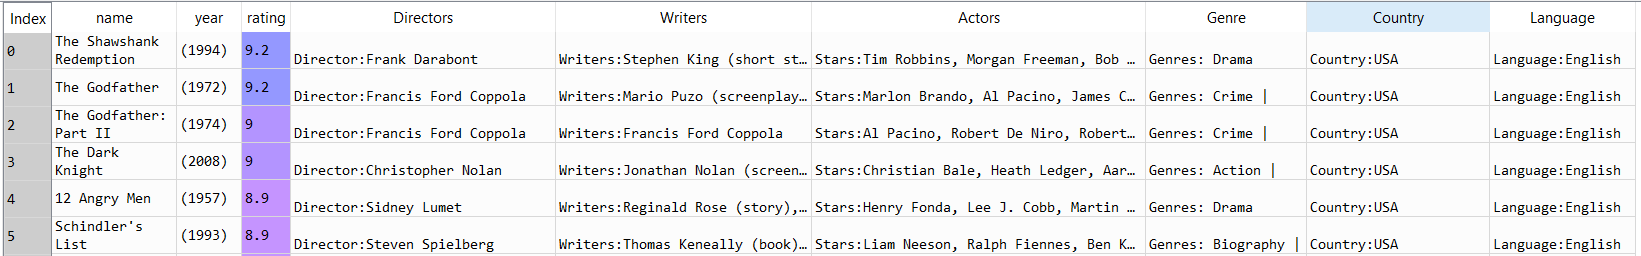 Index name year rating Directors Writers Actors Genre Country Language
0 The Shawshank Redemption (1994) 9.2 Director:Frank Darabont Writers:Stephen King (short st… Stars:Tim Robbins, Morgan Freeman, Bob … Genres: Drama Country:USA Language:English
1 The Godfather (1972) 9.2 Director:Francis Ford Coppola Writers:Mario Puzo (screenplay… Stars:Marlon Brando, Al Pacino, James C… Genres: Crime | Country:USA Language:English
2 The Godfather: Part II (1974) 9 Director:Francis Ford Coppola Writers:Francis Ford Coppola Stars:Al Pacino, Robert De Niro, Robert… Genres: Crime | Country:USA Language:English
3 The Dark Knight (2008) 9 Director:Christopher Nolan Writers:Jonathan Nolan (screen… Stars:Christian Bale, Heath Ledger, Aar… Genres: Action | Country:USA Language:English
4 12 Angry Men (1957) 8.9 Director:Sidney Lumet Writers:Reginald Rose (story),… Stars:Henry Fonda, Lee J. Cobb, Martin … Genres: Drama Country:USA Language:English
5 Schindler's List (1993) 8.9 Director:Steven Spielberg Writers:Thomas Keneally (book)… Stars:Liam Neeson, Ralph Fiennes, Ben K… Genres: Biography | Country:USA Language:English